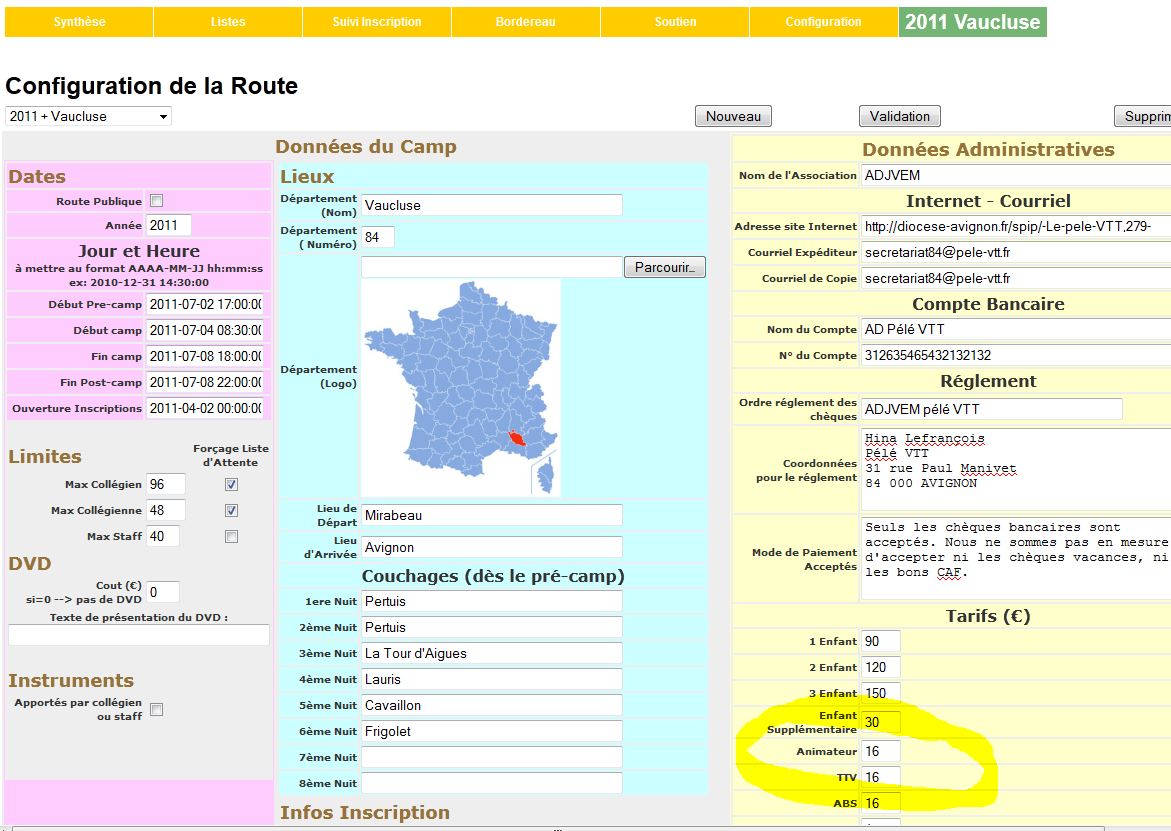 Synthèse Listes Suivi Inscription Bordereau Soutien Configuration 2011 Vaucluse
Configuration de la Route
2011 + Vaucluse Nouveau Validation Supprim
Données du Camp
Dates
Route Publique
Année 2011
Jour et Heure
à mettre au format AAAA-MM-JJ hh:mm:ss
ex: 2010-12-31 14:30:00
Début Pre-camp 2011-07-02 17:00:00
Début camp 2011-07-04 08:30:00
Fin camp 2011-07-08 18:00:00
Fin Post-camp 2011-07-08 22:00:00
Ouverture Inscriptions 2011-04-02 00:00:00
Limites
Forçage Liste
d'Attente
Max Collégien 96
Max Collégienne 48
Max Staff 40
DVD
Cout (€)
si=0 --> pas de DVD 0
Texte de présentation du DVD :
Instruments
Apportés par collégien
ou staff
Lieux
Département
(Nom) Vaucluse
Département
( Numéro) 84
Parcourir...
Département
(Logo)
Lieu de
Départ Mirabeau
Lieu
d'Arrivée Avignon
Couchages (dès le pré-camp)
1ere Nuit Pertuis
2ème Nuit Pertuis
3ème Nuit La Tour d'Aigues
4ème Nuit Lauris
5ème Nuit Cavaillon
6ème Nuit Frigolet
7ème Nuit
8ème Nuit
Infos Inscription
Données Administratives
Nom de l'Association ADJVEM
Internet - Courriel
Adresse site Internet http://diocese-avignon.fr/spip/-Le-pele-VTT,279-
Courriel Expéditeur secretariat84@pele-vtt.fr
Courriel de Copie secretariat84@pele-vtt.fr
Compte Bancaire
Nom du Compte AD Pélé VTT
N° du Compte 312635465432132132
Réglement
Ordre réglement des
chèques ADJVEM pélé VTT
Coordonnées
pour le réglement
Hina Lefrancois
Pélé VTT
31 rue Paul Manivet
84 000 AVIGNON
Mode de Paiement
Acceptés
Seuls les chèques bancaires sont
acceptés. Nous ne sommes pas en mesure
d'accepter ni les chèques vacances, ni
les bons CAF.
Tarifs (€)
1 Enfant 90
2 Enfant 120
3 Enfant 150
Enfant
Supplémentaire 30
Animateur 16
TTV 16
ABS 16